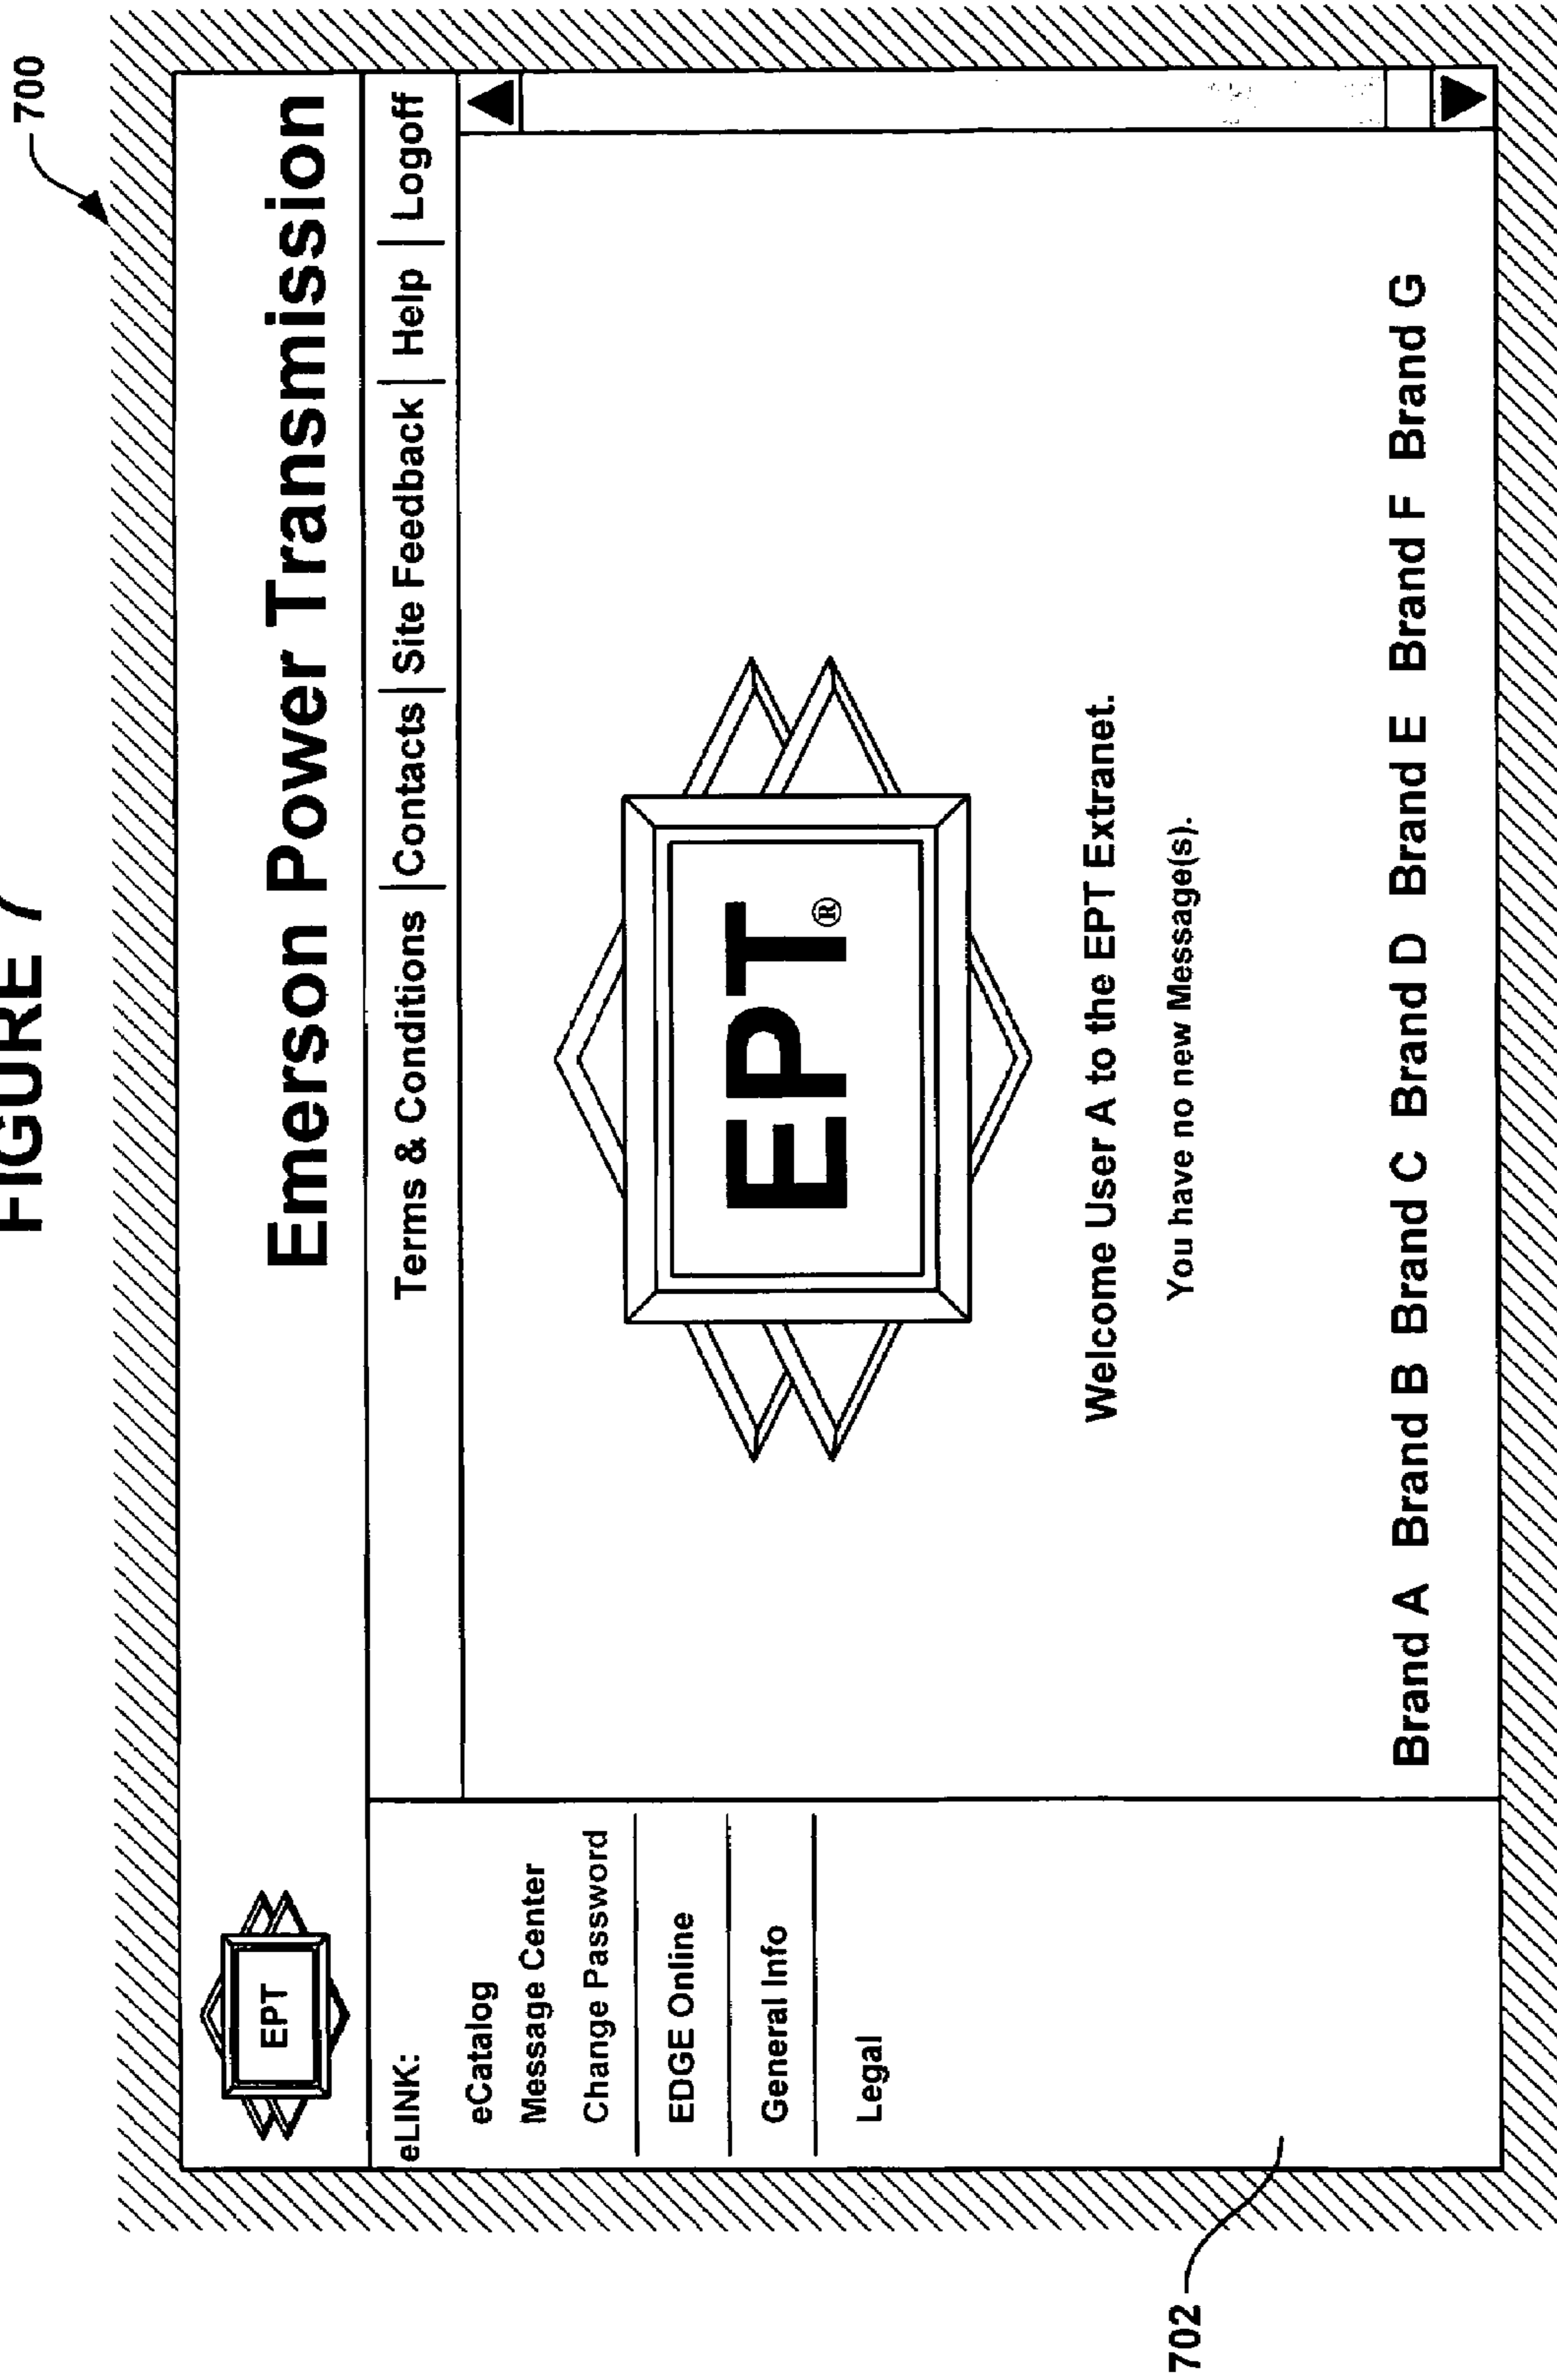 FIGURE 7
700
EPT
Emerson Power Transmission
Terms & Conditions | Contacts | Site Feedback | Help | Logoff
eLINK:
eCatalog
Message Center
Change Password
EDGE Online
General Info
Legal
EPT®
Welcome User A to the EPT Extranet.
You have no new Message(s).
Brand A Brand B Brand C Brand D Brand E Brand F Brand G
702